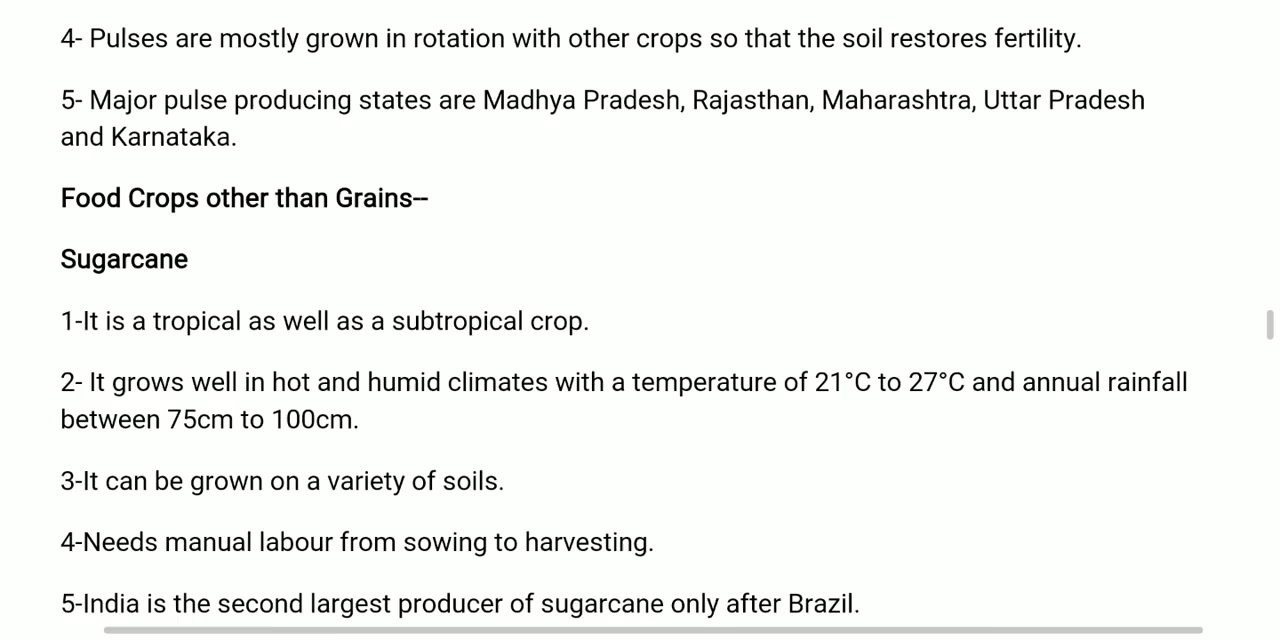 4- Pulses are mostly grown in rotation with other crops so that the soil restores fertility.
5- Major pulse producing states are Madhya Pradesh, Rajasthan, Maharashtra, Uttar Pradesh
and Karnataka.
Food Crops other than Grains--
Sugarcane
1-It is a tropical as well as a subtropical crop.
2- It grows well in hot and humid climates with a temperature of 21°C to 27°C and annual rainfall
between 75cm to 100cm.
3-It can be grown on a variety of soils.
4-Needs manual labour from sowing to harvesting.
5-India is the second largest producer of sugarcane only after Brazil.